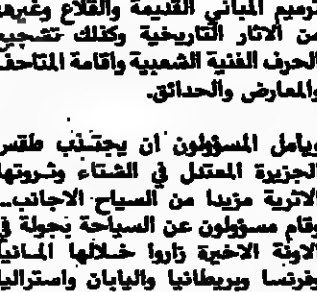 ترميم المباني القديمة والقلاع وغيرها
من الآثار التاريخية وكذلك تشجيع
الحرف الفنية الشعبية واقامة المتاحف
والمعارض والحدائق.
ويأمل المسؤولون ان يجتذب طقس
الجزيرة المعتدل في الشتاء وثروتها
الاثرية مزيدا من السياح الاجانب..
وقام مسؤولون عن السياحة بجولة في
الاونة الاخيرة زاروا خلالها المانيا
وفرنسا وبريطانيا واليابان واستراليا